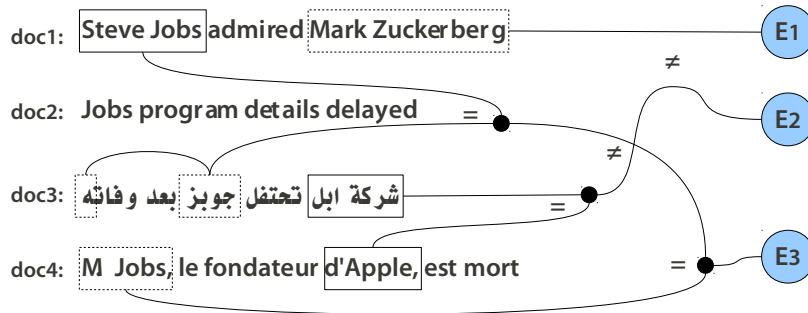 doc1: Steve Jobs admired Mark Zuckerberg E1
≠
doc2: Jobs program details delayed = E2
≠
doc3: شركة ابل تحتفل جوبز بعد وفاته
=
doc4: M Jobs, le fondateur d'Apple, est mort = E3